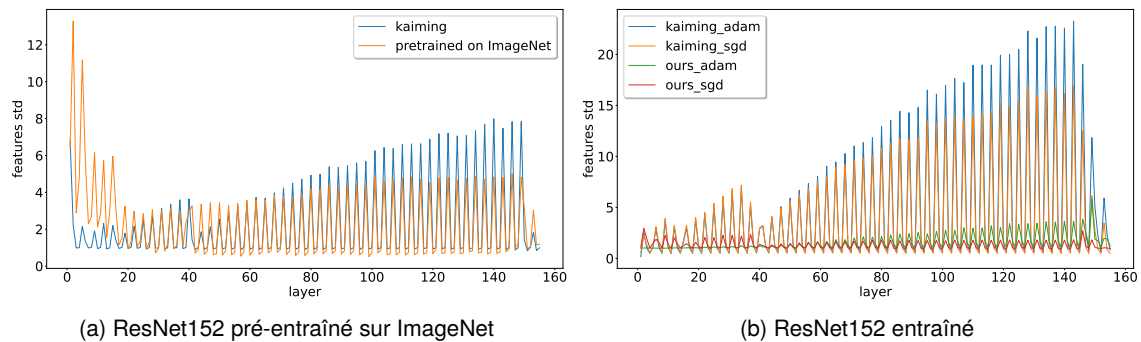 kaiming
pretrained on ImageNet
features std
12
10
8
6
4
2
0
0 20 40 60 80 100 120 140 160
layer
(a) ResNet152 pré-entraîné sur ImageNet
kaiming_adam
kaiming_sgd
ours_adam
ours_sgd
features std
20
15
10
5
0
0 20 40 60 80 100 120 140 160
layer
(b) ResNet152 entraîné